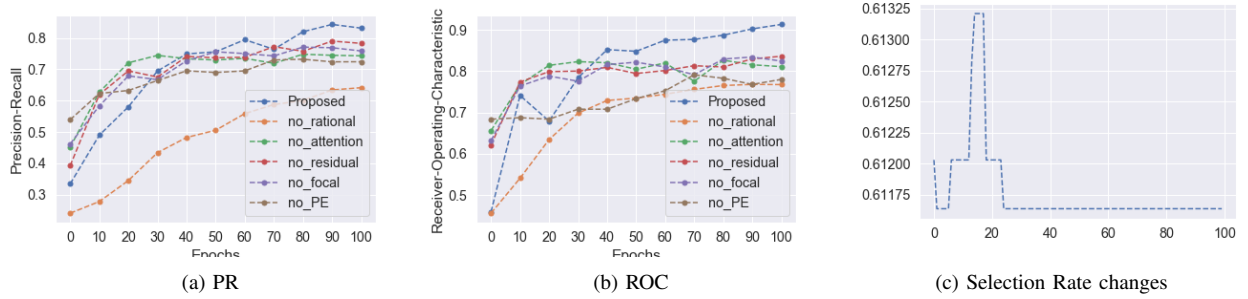 0.8
0.7
0.6
0.5
0.4
0.3
Precision-Recall
Proposed
no_rational
no_attention
no_residual
no_focal
no_PE
0 10 20 30 40 50 60 70 80 90 100
Epochs
(a) PR
0.9
0.8
0.7
0.6
0.5
Receiver-Operating-Characteristic
Proposed
no_rational
no_attention
no_residual
no_focal
no_PE
0 10 20 30 40 50 60 70 80 90 100
Epochs
(b) ROC
0.61325
0.61300
0.61275
0.61250
0.61225
0.61200
0.61175
0 20 40 60 80 100
(c) Selection Rate changes